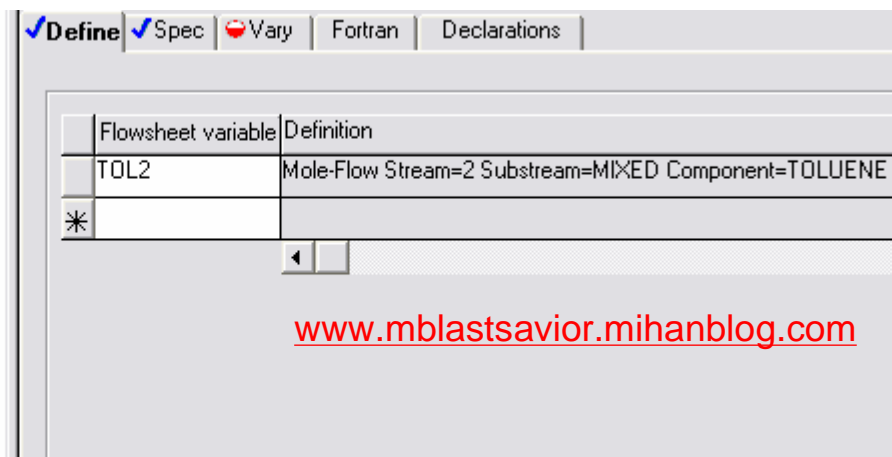 Define Spec Vary Fortran Declarations
Flowsheet variable Definition
TOL2 Mole-Flow Stream=2 Substream=MIXED Component=TOLUENE
www.mblastsavior.mihanblog.com